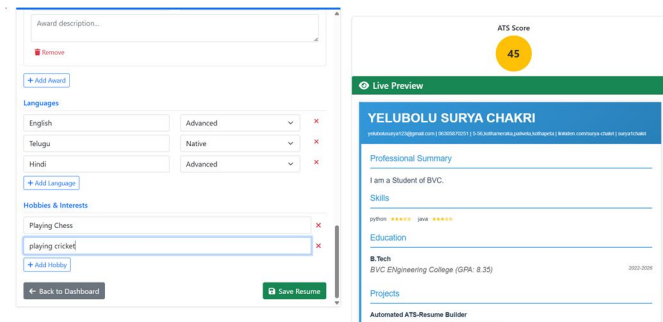 Award description...
Remove
+ Add Award
Languages
English Advanced ×
Telugu Native ×
Hindi Advanced ×
+ Add Language
Hobbies & Interests
Playing Chess ×
playing cricket ×
+ Add Hobby
← Back to Dashboard Save Resume
ATS Score
45
Live Preview
YELUBOLU SURYA CHAKRI
Professional Summary
I am a Student of BVC.
Skills
python ★★★★☆ java ★★★★☆
Education
B.Tech
BVC ENgineering College (GPA: 8.35) 2022-2026
Projects
Automated ATS-Resume Builder